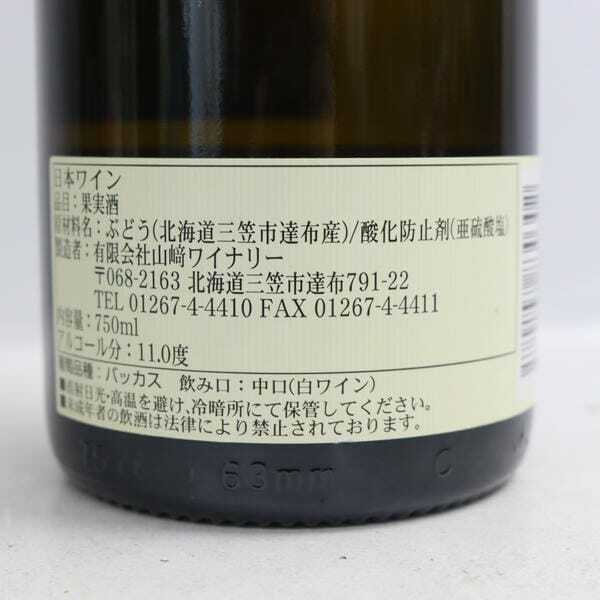 日本ワイン
品目：果実酒
原材料名：ぶどう(北海道三笠市達布産)/酸化防止剤(亜硫酸塩)
製造者：有限会社山﨑ワイナリー
〒068-2163 北海道三笠市達布791-22
TEL 01267-4-4410 FAX 01267-4-4411
内容量：750ml
アルコール分：11.0度
葡萄品種：バッカス 飲み口：中口(白ワイン)
■直射日光・高温を避け、冷暗所にて保管してください。
■未成年者の飲酒は法律により禁止されております。
63mm